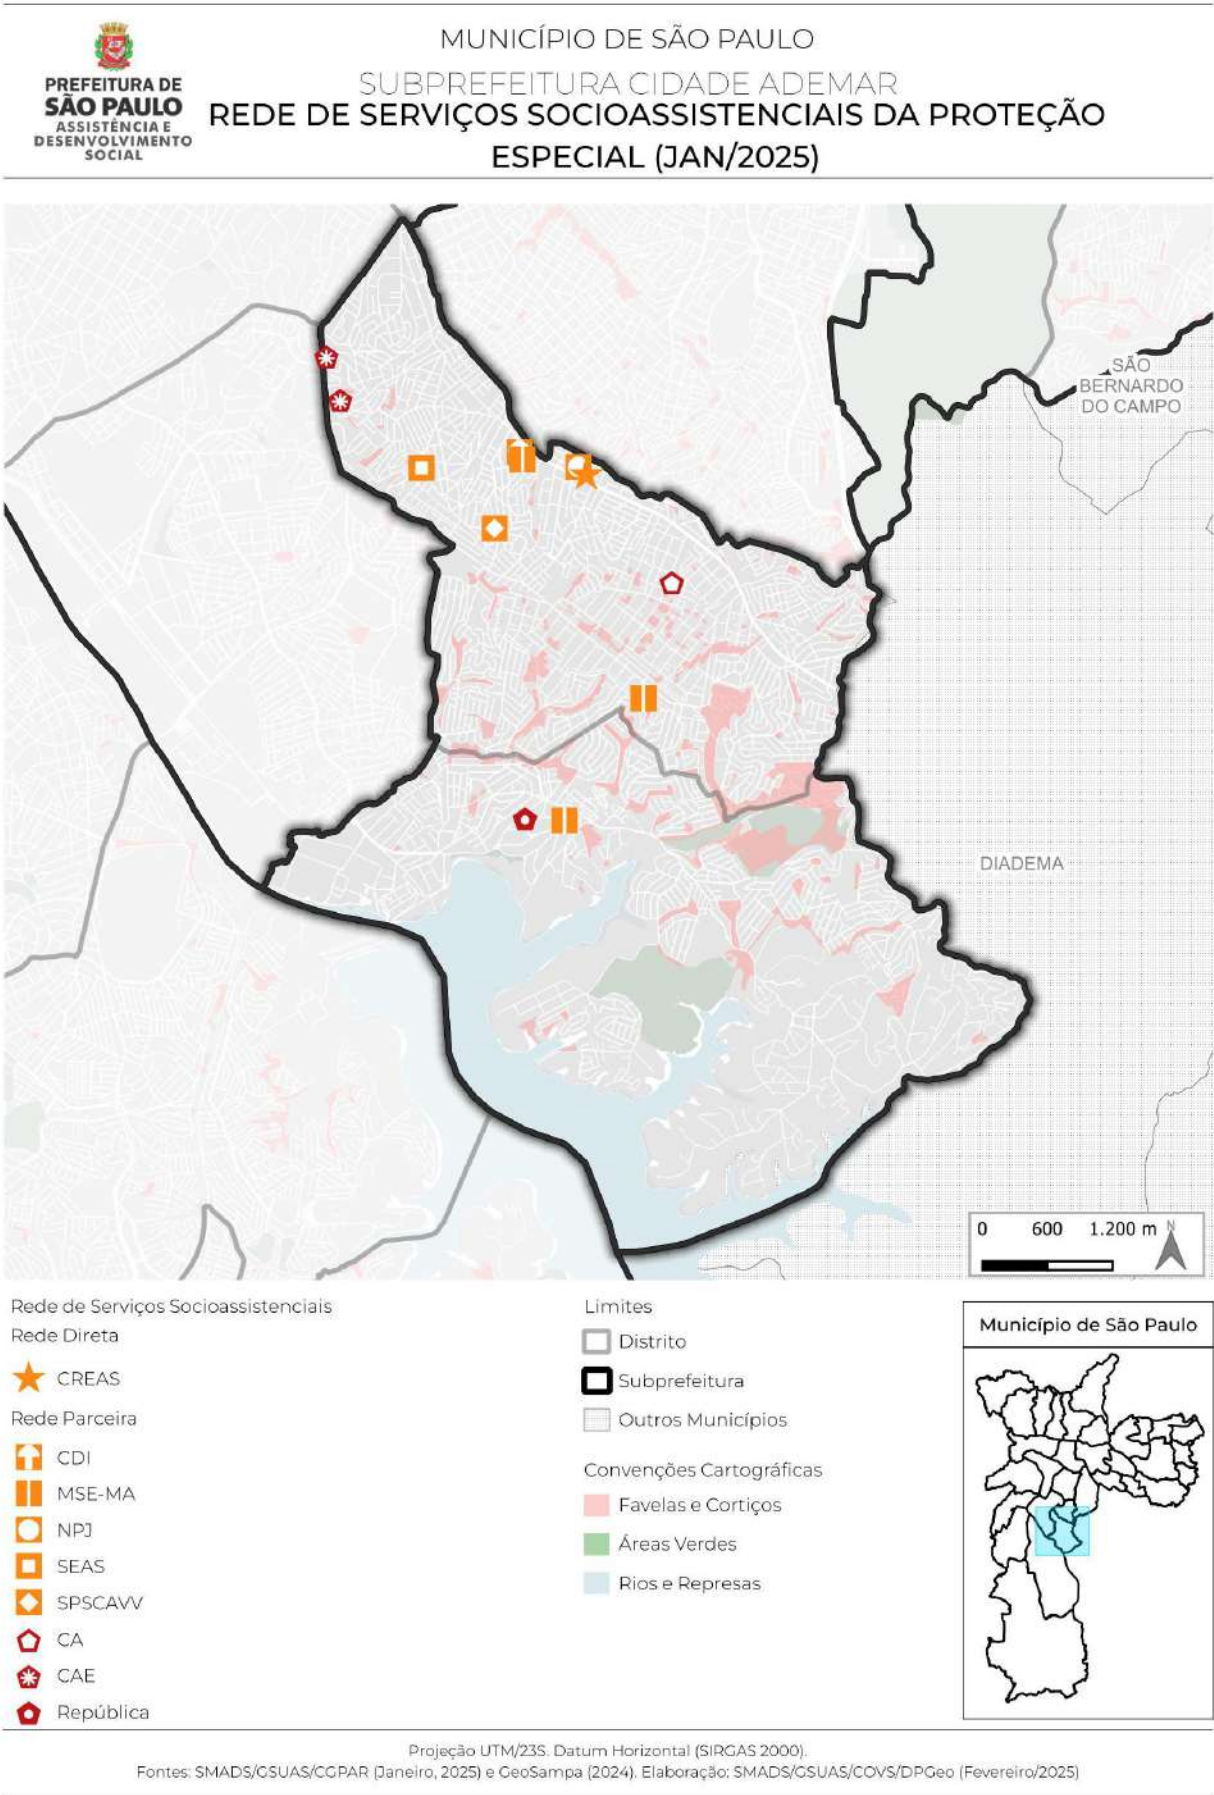 PREFEITURA DE
SÃO PAULO
ASSISTÊNCIA E
DESENVOLVIMENTO
SOCIAL
MUNICÍPIO DE SÃO PAULO
SUBPREFEITURA CIDADE ADEMAR
REDE DE SERVIÇOS SOCIOASSISTENCIAIS DA PROTEÇÃO
ESPECIAL (JAN/2025)
SÃO
BERNARDO
DO CAMPO
DIADEMA
0 600 1.200 m N
Rede de Serviços Socioassistenciais
Rede Direta
CREAS
Rede Parceira
CDI
MSE-MA
NPJ
SEAS
SPSCAVV
CA
CAE
República
Limites
Distrito
Subprefeitura
Outros Municípios
Convenções Cartográficas
Favelas e Cortiços
Áreas Verdes
Rios e Represas
Município de São Paulo
Projeção UTM/23S. Datum Horizontal (SIRGAS 2000).
Fontes: SMADS/GSUAS/CGPAR (Janeiro, 2025) e GeoSampa (2024). Elaboração: SMADS/GSUAS/COVS/DPGeo (Fevereiro/2025)